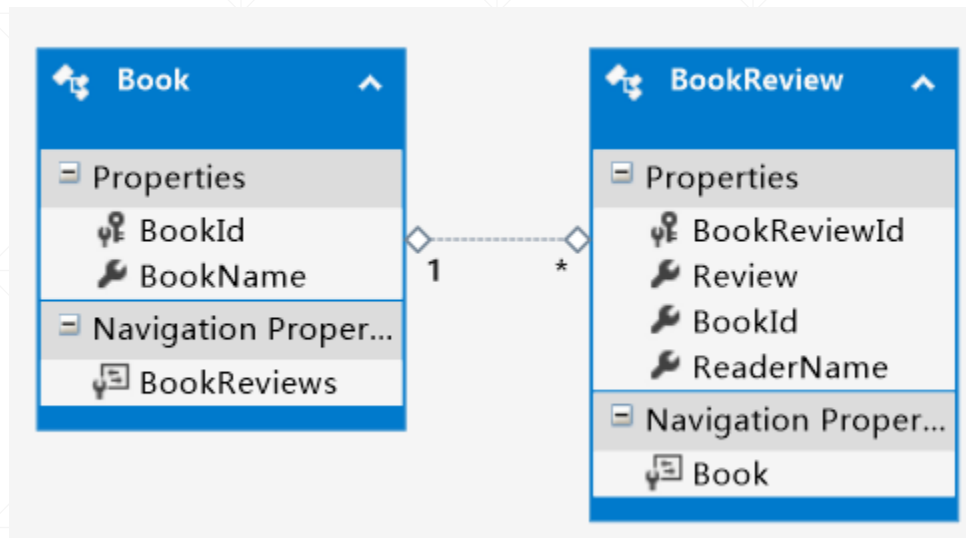 Book
Properties
BookId
BookName
Navigation Proper...
BookReviews
1
*
BookReview
Properties
BookReviewId
Review
BookId
ReaderName
Navigation Proper...
Book